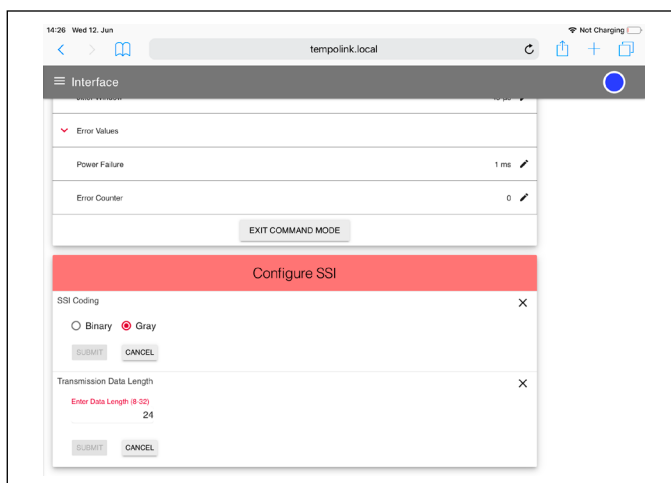 14:26 Wed 12. Jun
Not Charging
tempolink.local
Interface
Error Values
Power Failure 1 ms
Error Counter 0
EXIT COMMAND MODE
Configure SSI
SSI Coding
Binary Gray
SUBMIT CANCEL
Transmission Data Length
Enter Data Length (8-32)
24
SUBMIT CANCEL